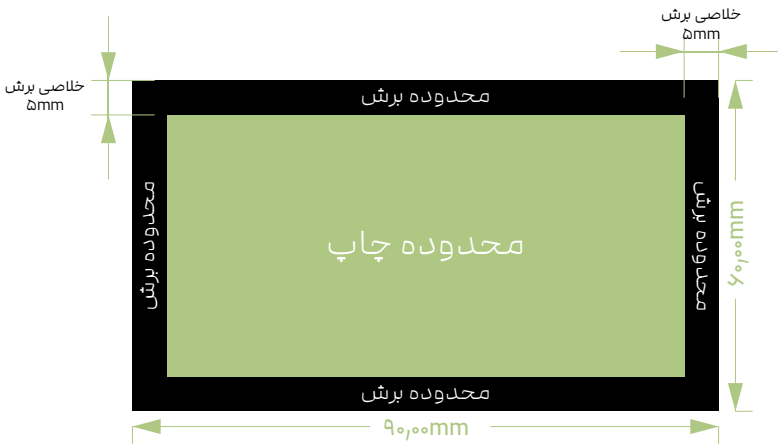 خلاصی برش
۵mm
خلاصی برش
۵mm
محدوده برش
محدوده برش
محدوده چاپ
محدوده برش
۶۰,۰۰mm
محدوده برش
۹۰,۰۰mm